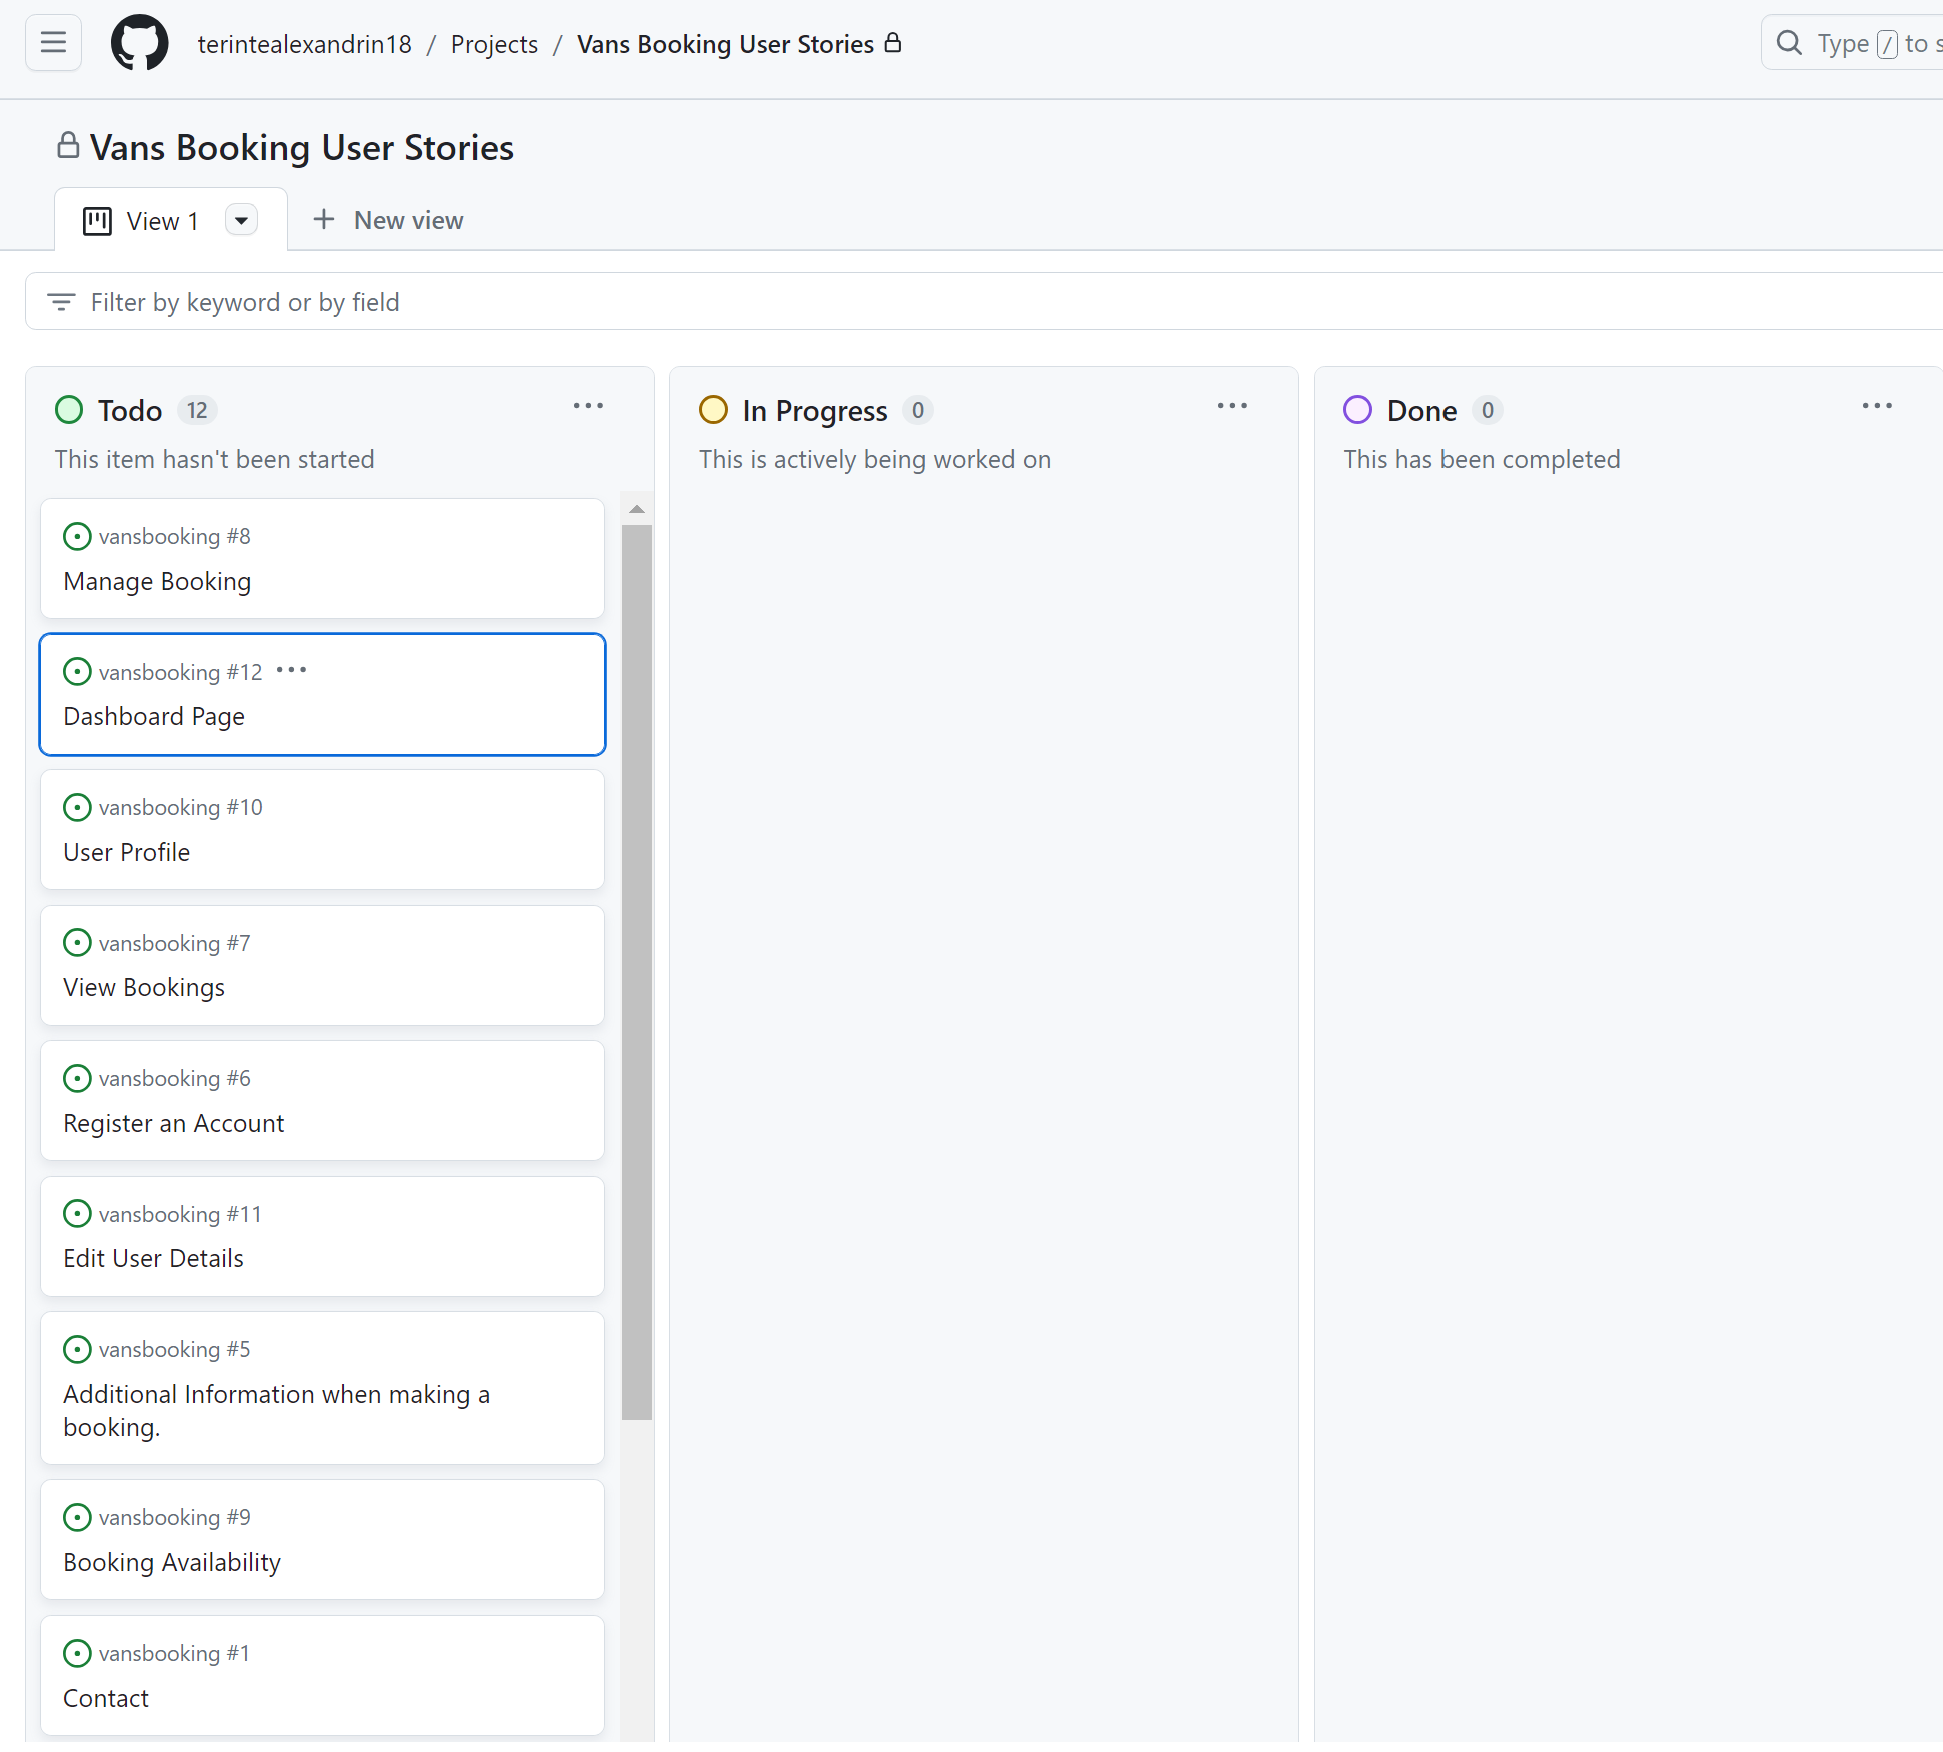 terintealexandrin18 / Projects / Vans Booking User Stories
Type / to s
Vans Booking User Stories
View 1
New view
Filter by keyword or by field
Todo 12
This item hasn't been started
vansbooking #8
Manage Booking
vansbooking #12
Dashboard Page
vansbooking #10
User Profile
vansbooking #7
View Bookings
vansbooking #6
Register an Account
vansbooking #11
Edit User Details
vansbooking #5
Additional Information when making a
booking.
vansbooking #9
Booking Availability
vansbooking #1
Contact
In Progress 0
This is actively being worked on
Done 0
This has been completed